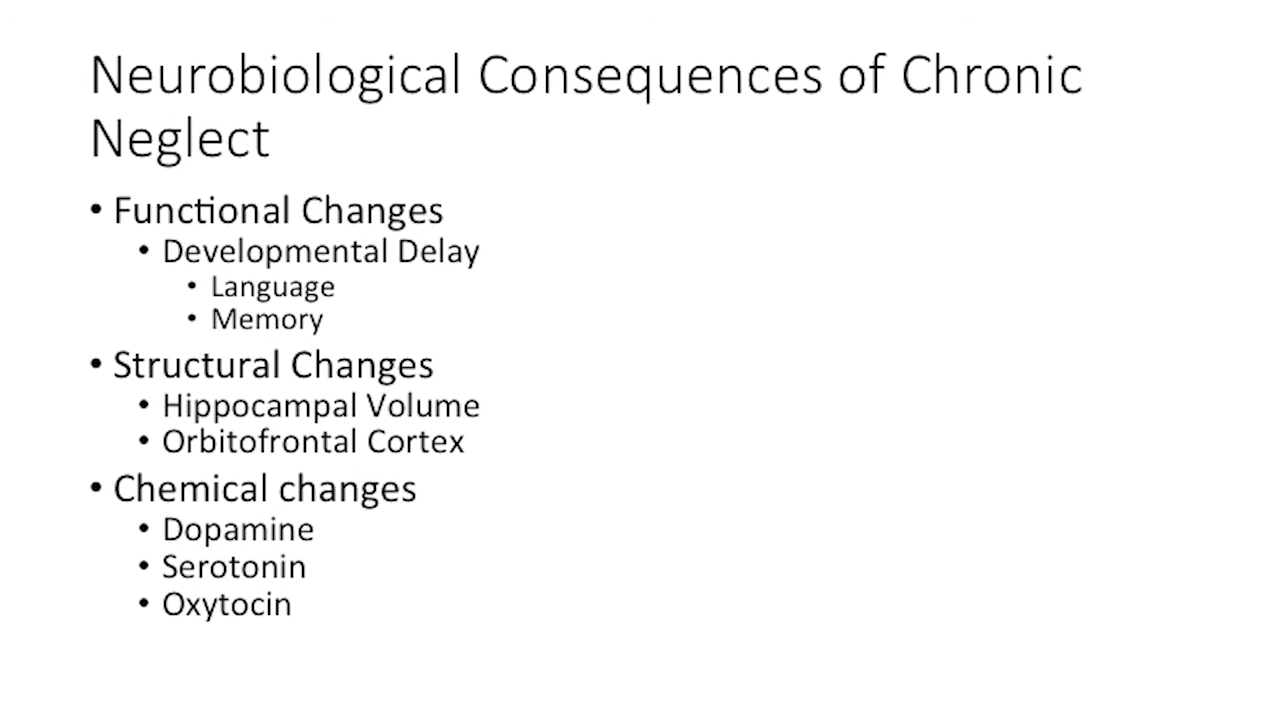 Neurobiological Consequences of Chronic
Neglect
• Functional Changes
• Developmental Delay
• Language
• Memory
• Structural Changes
• Hippocampal Volume
• Orbitofrontal Cortex
• Chemical changes
• Dopamine
• Serotonin
• Oxytocin